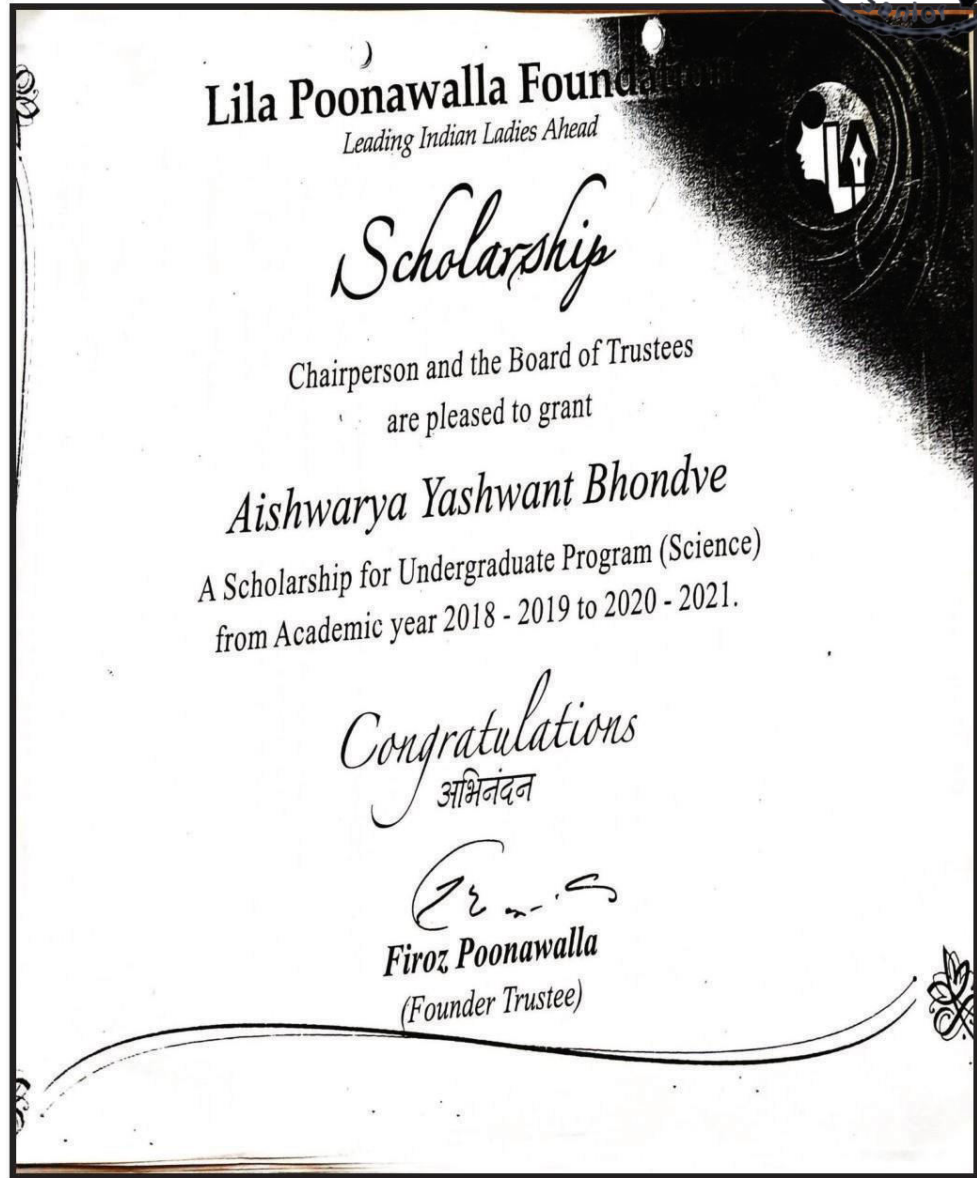 Lila Poonawalla Foundation
Leading Indian Ladies Ahead
Scholarship
Chairperson and the Board of Trustees
are pleased to grant
Aishwarya Yashwant Bhondve
A Scholarship for Undergraduate Program (Science)
from Academic year 2018 - 2019 to 2020 - 2021.
Congratulations
अभिनंदन
Firoz Poonawalla
(Founder Trustee)